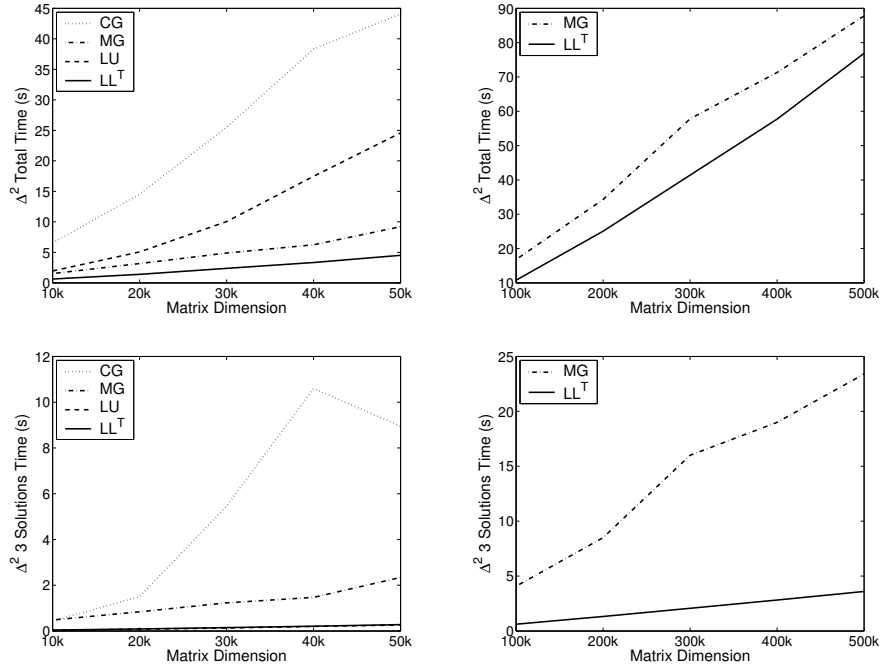 45
40
35
30
25
20
15
10
5
0
Δ² Total Time (s)
CG
MG
LU
LLᵀ
10k 20k 30k 40k 50k
Matrix Dimension
90
80
70
60
50
40
30
20
10
Δ² Total Time (s)
MG
LLᵀ
100k 200k 300k 400k 500k
Matrix Dimension
12
10
8
6
4
2
0
Δ² 3 Solutions Time (s)
CG
MG
LU
LLᵀ
10k 20k 30k 40k 50k
Matrix Dimension
25
20
15
10
5
0
Δ² 3 Solutions Time (s)
MG
LLᵀ
100k 200k 300k 400k 500k
Matrix Dimension